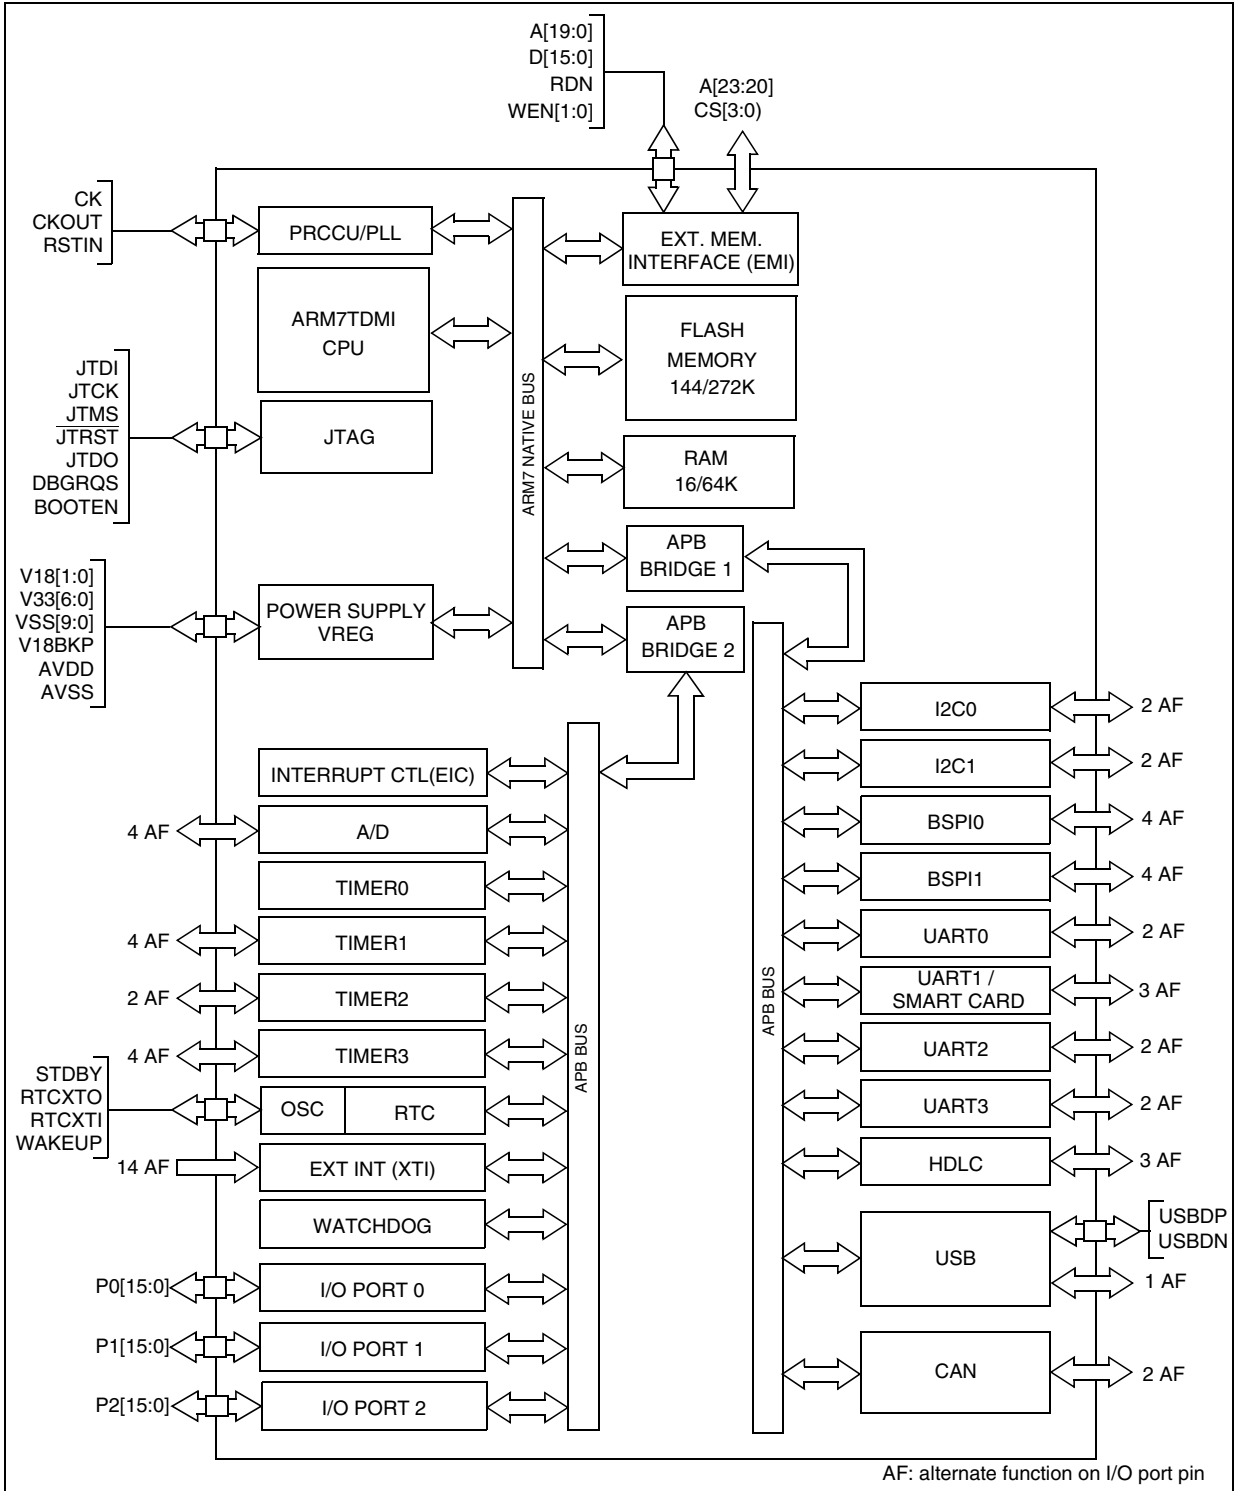 A[19:0]
D[15:0]
RDN
WEN[1:0]
A[23:20]
CS[3:0)
CK
CKOUT
RSTIN
PRCCU/PLL
EXT. MEM.
INTERFACE (EMI)
ARM7TDMI
CPU
FLASH
MEMORY
144/272K
JTDI
JTCK
JTMS
JTRST
JTDO
DBGRQS
BOOTEN
JTAG
ARM7 NATIVE BUS
RAM
16/64K
APB
BRIDGE 1
V18[1:0]
V33[6:0]
VSS[9:0]
V18BKP
AVDD
AVSS
POWER SUPPLY
VREG
APB
BRIDGE 2
INTERRUPT CTL(EIC)
4 AF
A/D
TIMER0
4 AF
TIMER1
2 AF
TIMER2
4 AF
TIMER3
STDBY
RTCXTO
RTCXTI
WAKEUP
OSC
RTC
14 AF
EXT INT (XTI)
WATCHDOG
P0[15:0]
I/O PORT 0
P1[15:0]
I/O PORT 1
P2[15:0]
I/O PORT 2
APB BUS
APB BUS
I2C0
2 AF
I2C1
2 AF
BSPI0
4 AF
BSPI1
4 AF
UART0
2 AF
UART1 /
SMART CARD
3 AF
UART2
2 AF
UART3
2 AF
HDLC
3 AF
USB
USBDP
USBDN
1 AF
CAN
2 AF
AF: alternate function on I/O port pin